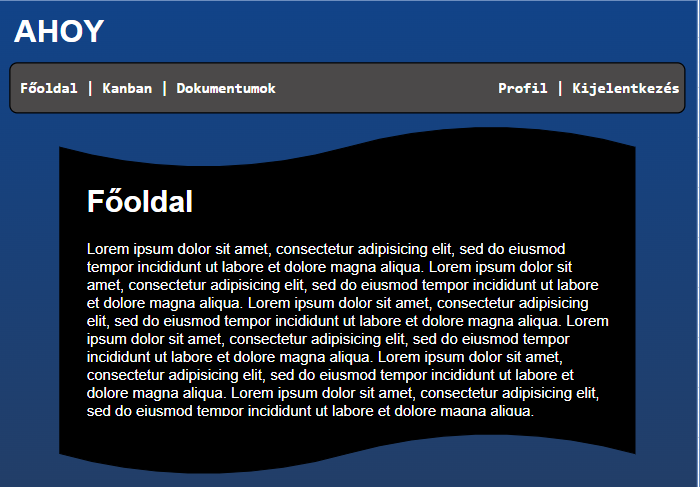 AHOY
Főoldal | Kanban | Dokumentumok Profil | Kijelentkezés
Főoldal
Lorem ipsum dolor sit amet, consectetur adipisicing elit, sed do eiusmod
tempor incididunt ut labore et dolore magna aliqua. Lorem ipsum dolor sit
amet, consectetur adipisicing elit, sed do eiusmod tempor incididunt ut labore
et dolore magna aliqua. Lorem ipsum dolor sit amet, consectetur adipisicing
elit, sed do eiusmod tempor incididunt ut labore et dolore magna aliqua. Lorem
ipsum dolor sit amet, consectetur adipisicing elit, sed do eiusmod tempor
incididunt ut labore et dolore magna aliqua. Lorem ipsum dolor sit amet,
consectetur adipisicing elit, sed do eiusmod tempor incididunt ut labore et
dolore magna aliqua. Lorem ipsum dolor sit amet, consectetur adipisicing elit,
sed do eiusmod tempor incididunt ut labore et dolore magna aliqua.